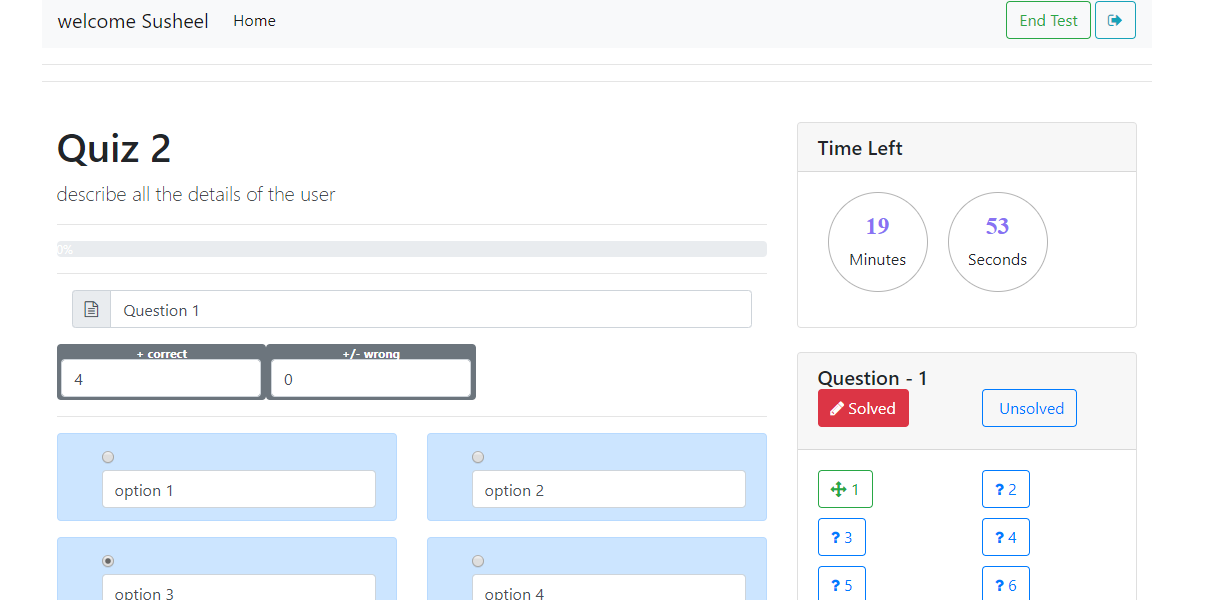 welcome Susheel Home End Test
Quiz 2
describe all the details of the user
0%
Question 1
+ correct +/- wrong
4 0
option 1 option 2
option 3 option 4
Time Left
19 53
Minutes Seconds
Question - 1
Solved Unsolved
1 ? 2
? 3 ? 4
? 5 ? 6